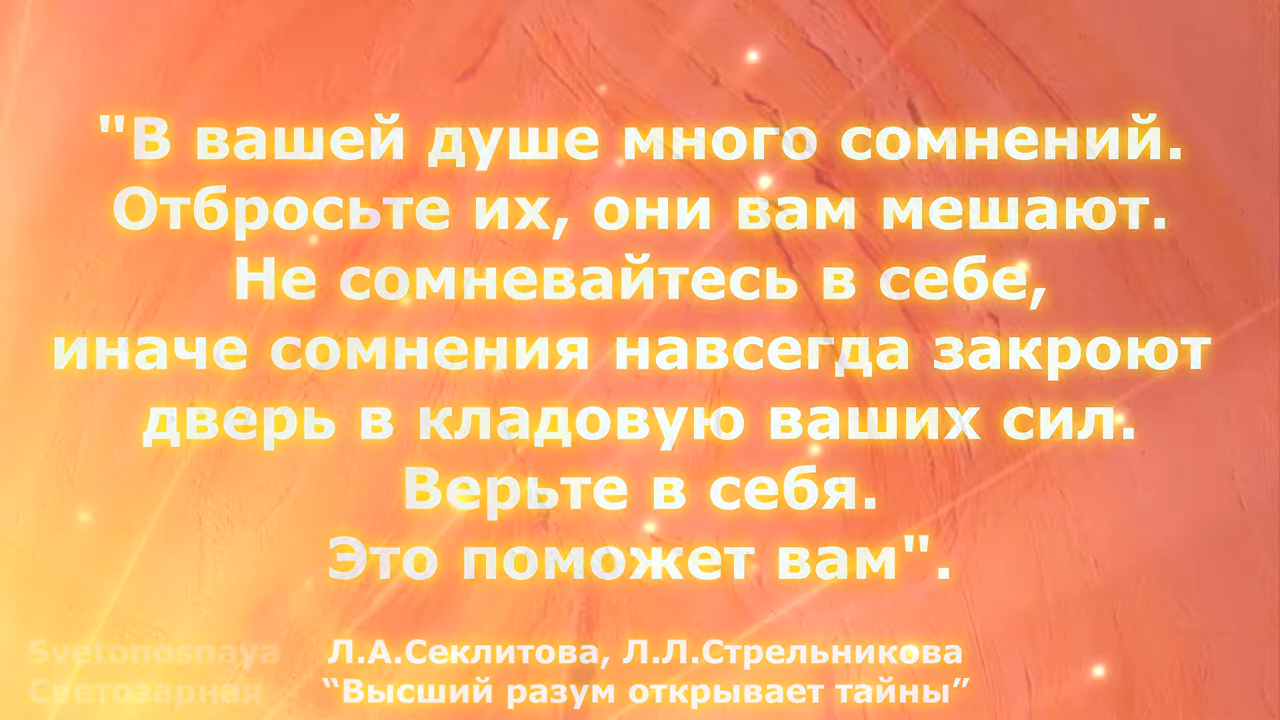 "В вашей душе много сомнений.
Отбросьте их, они вам мешают.
Не сомневайтесь в себе,
иначе сомнения навсегда закроют
дверь в кладовую ваших сил.
Верьте в себя.
Это поможет вам".
Л.А.Секлитова, Л.Л.Стрельникова
“Высший разум открывает тайны”
Svetonosnaya
Светозарная